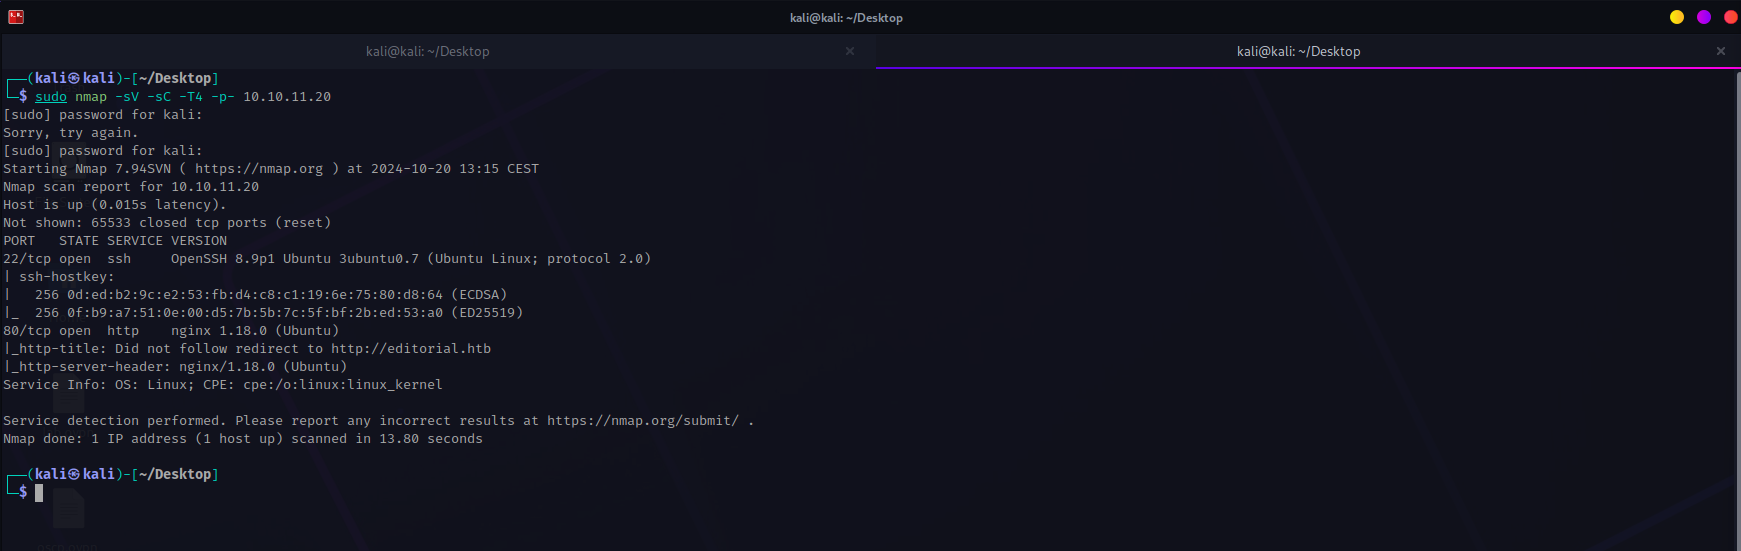 kali@kali: ~/Desktop
kali@kali: ~/Desktop ×
kali@kali: ~/Desktop ×
┌──(kali㉿kali)-[~/Desktop]
└─$ sudo nmap -sV -sC -T4 -p- 10.10.11.20
[sudo] password for kali:
Sorry, try again.
[sudo] password for kali:
Starting Nmap 7.94SVN ( https://nmap.org ) at 2024-10-20 13:15 CEST
Nmap scan report for 10.10.11.20
Host is up (0.015s latency).
Not shown: 65533 closed tcp ports (reset)
PORT   STATE SERVICE VERSION
22/tcp open  ssh     OpenSSH 8.9p1 Ubuntu 3ubuntu0.7 (Ubuntu Linux; protocol 2.0)
| ssh-hostkey:
|   256 0d:ed:b2:9c:e2:53:fb:d4:c8:c1:19:6e:75:80:d8:64 (ECDSA)
|_  256 0f:b9:a7:51:0e:00:d5:7b:5b:7c:5f:bf:2b:ed:53:a0 (ED25519)
80/tcp open  http    nginx 1.18.0 (Ubuntu)
|_http-title: Did not follow redirect to http://editorial.htb
|_http-server-header: nginx/1.18.0 (Ubuntu)
Service Info: OS: Linux; CPE: cpe:/o:linux:linux_kernel
Service detection performed. Please report any incorrect results at https://nmap.org/submit/ .
Nmap done: 1 IP address (1 host up) scanned in 13.80 seconds
┌──(kali㉿kali)-[~/Desktop]
└─$